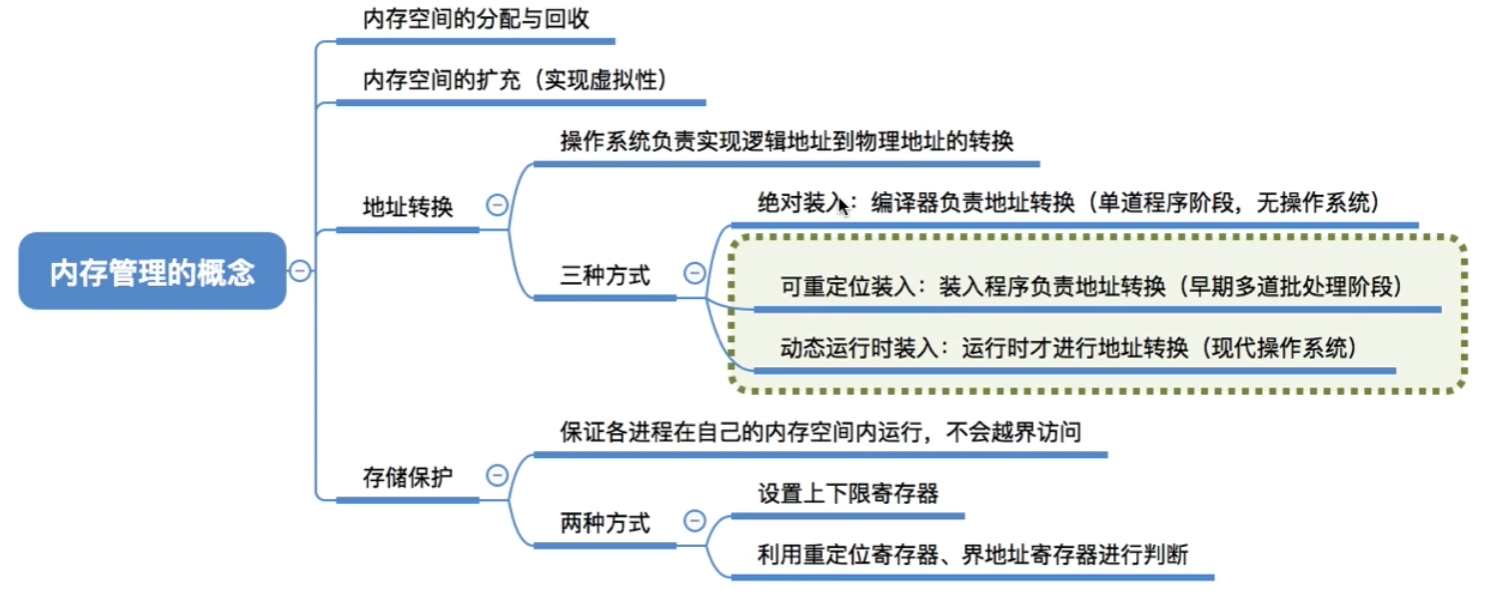 内存空间的分配与回收
内存空间的扩充（实现虚拟性）
操作系统负责实现逻辑地址到物理地址的转换
绝对装入：编译器负责地址转换（单道程序阶段，无操作系统）
地址转换
内存管理的概念
三种方式
可重定位装入：装入程序负责地址转换（早期多道批处理阶段）
动态运行时装入：运行时才进行地址转换（现代操作系统）
保证各进程在自己的内存空间内运行，不会越界访问
存储保护
设置上下限寄存器
两种方式
利用重定位寄存器、界地址寄存器进行判断